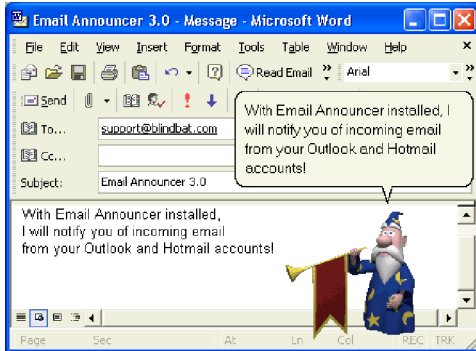 Email Announcer 3.0 - Message - Microsoft Word
File Edit View Insert Format Tools Table Window Help
Read Email Arial
Send
To... support@blindbat.com
Cc...
Subject: Email Announcer 3.0
With Email Announcer installed, I
will notify you of incoming email
from your Outlook and Hotmail
accounts!
With Email Announcer installed,
I will notify you of incoming email
from your Outlook and Hotmail accounts!
Page Sec At Ln Col REC TRK